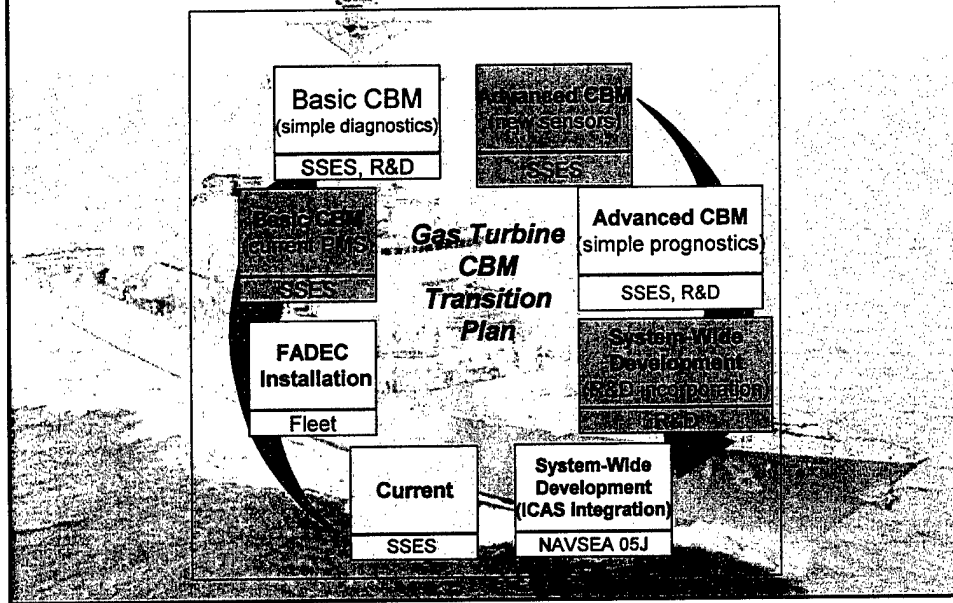 Basic CBM
(simple diagnostics)
SSES, R&D
Advanced CBM
(new sensors)
SSES
Basic CBM
(current PMS)
SSES
Gas Turbine
CBM
Transition
Plan
Advanced CBM
(simple prognostics)
SSES, R&D
FADEC
Installation
Fleet
System-Wide
Development
(R&D incorporation)
R&D
Current
SSES
System-Wide
Development
(ICAS Integration)
NAVSEA 05J